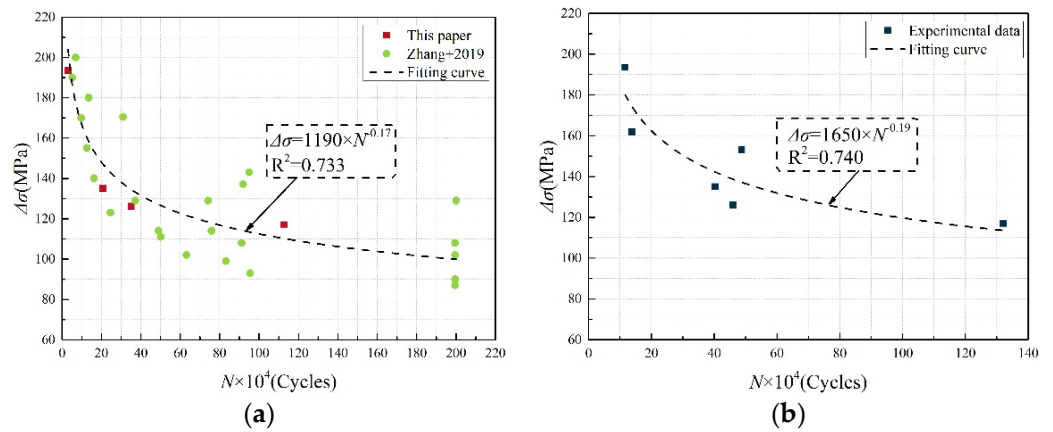 220
200
180
160
140
120
100
80
60
Δσ(MPa)
This paper
Zhang+2019
Fitting curve
Δσ=1190×N^-0.17
R²=0.733
0 20 40 60 80 100 120 140 160 180 200 220
N×10⁴(Cycles)
(a)
220
200
180
160
140
120
100
80
60
Δσ(MPa)
Experimental data
Fitting curve
Δσ=1650×N^-0.19
R²=0.740
0 20 40 60 80 100 120 140
N×10⁴(Cycles)
(b)